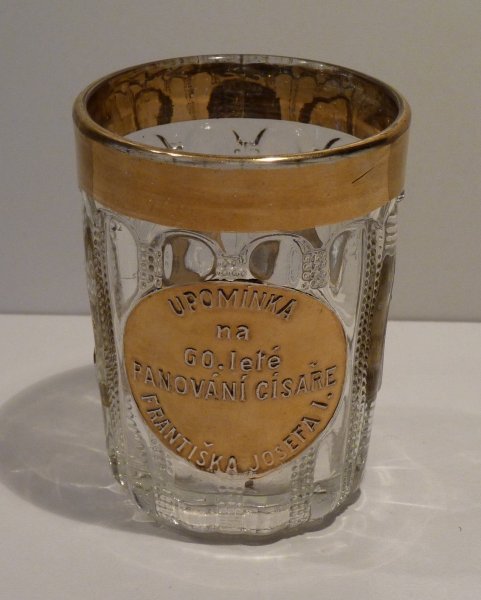 UPOMÍNKA
na
60.leté
PANOVÁNÍ CÍSAŘE
FRANTIŠKA JOSEFA I.